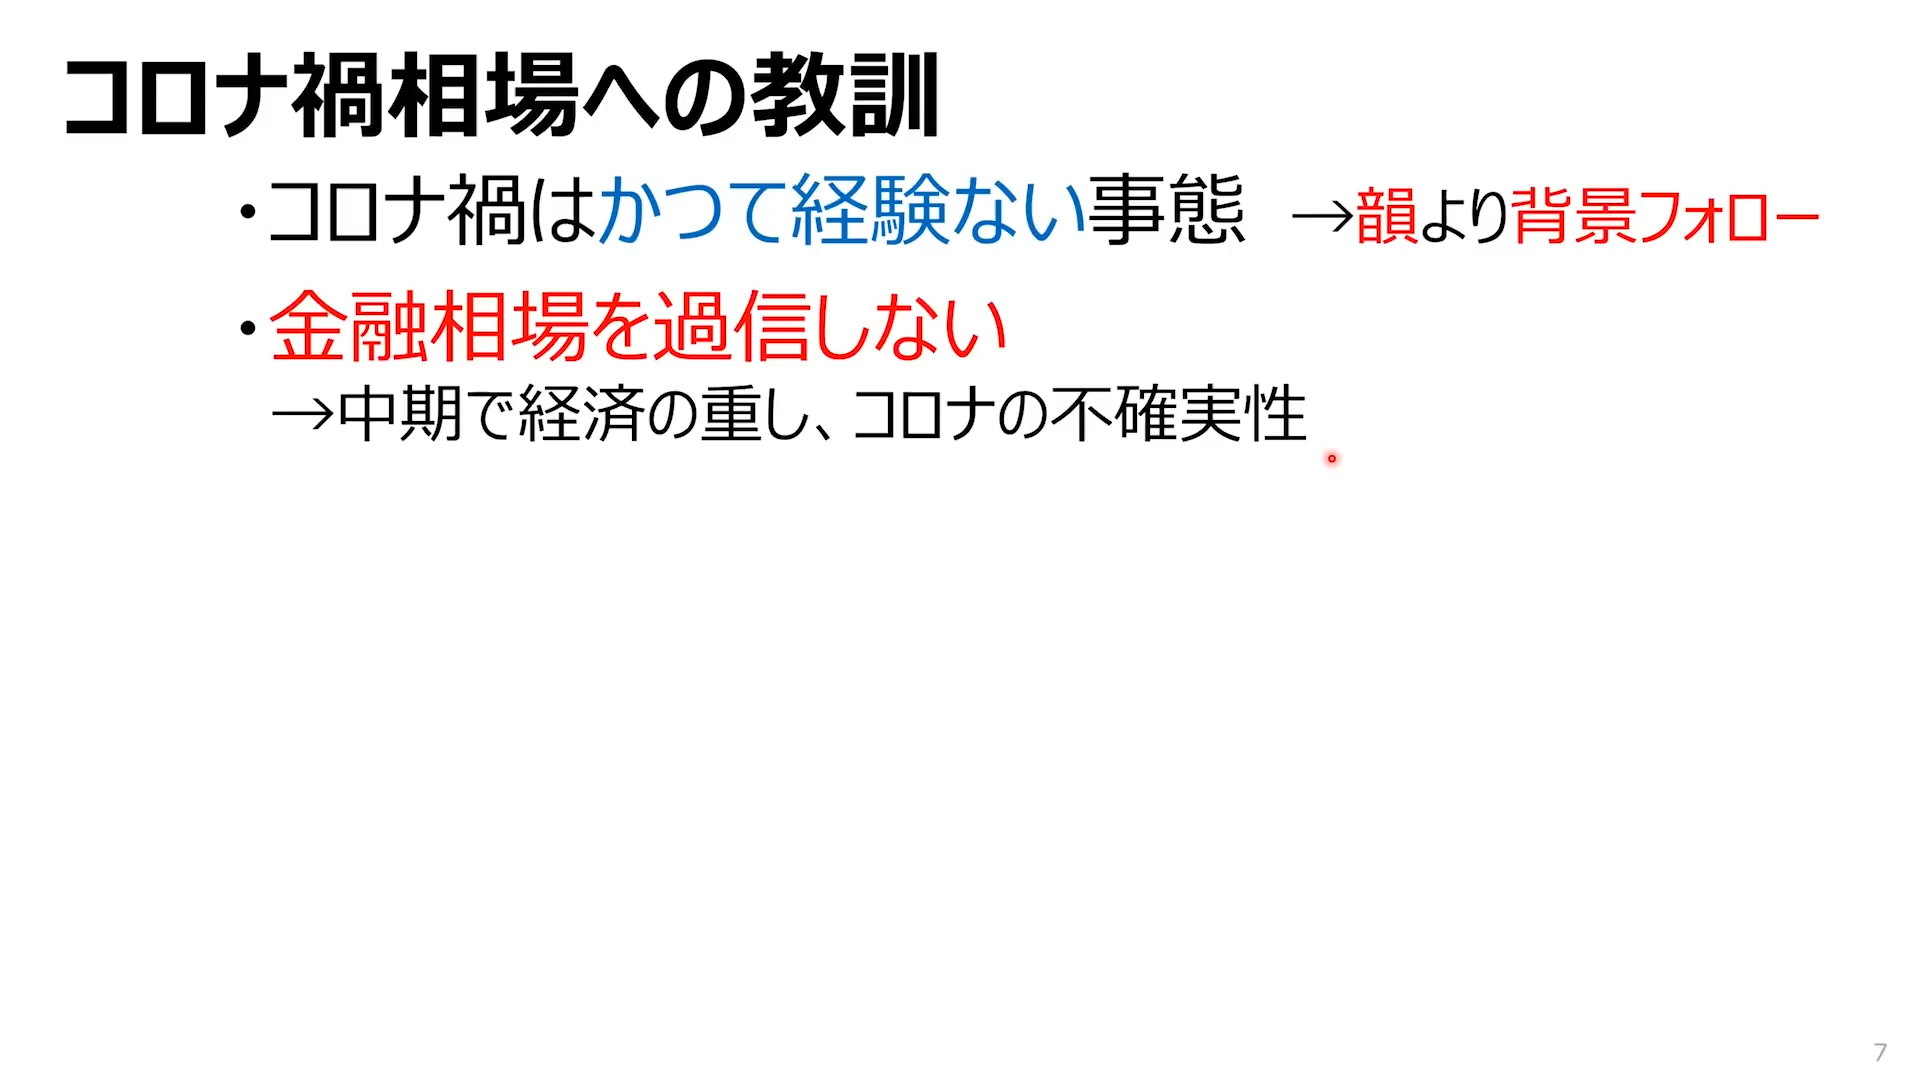 コロナ禍相場への教訓
・コロナ禍はかつて経験ない事態 →韻より背景フォロー
・金融相場を過信しない
→中期で経済の重し、コロナの不確実性
7